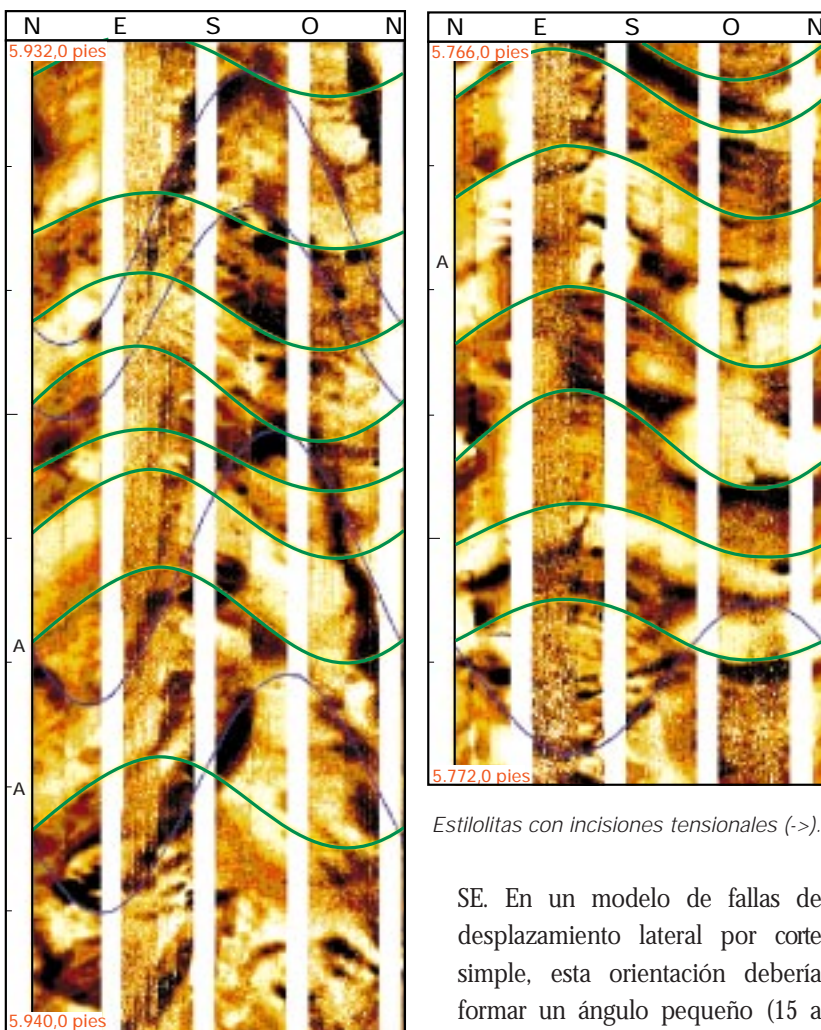 N E S O N
5.932,0 pies
A
A
5.940,0 pies
N E S O N
5.766,0 pies
A
5.772,0 pies
Estilolitas con incisiones tensionales (->).
SE. En un modelo de fallas de
desplazamiento lateral por corte
simple, esta orientación debería
formar un ángulo pequeño (15 a